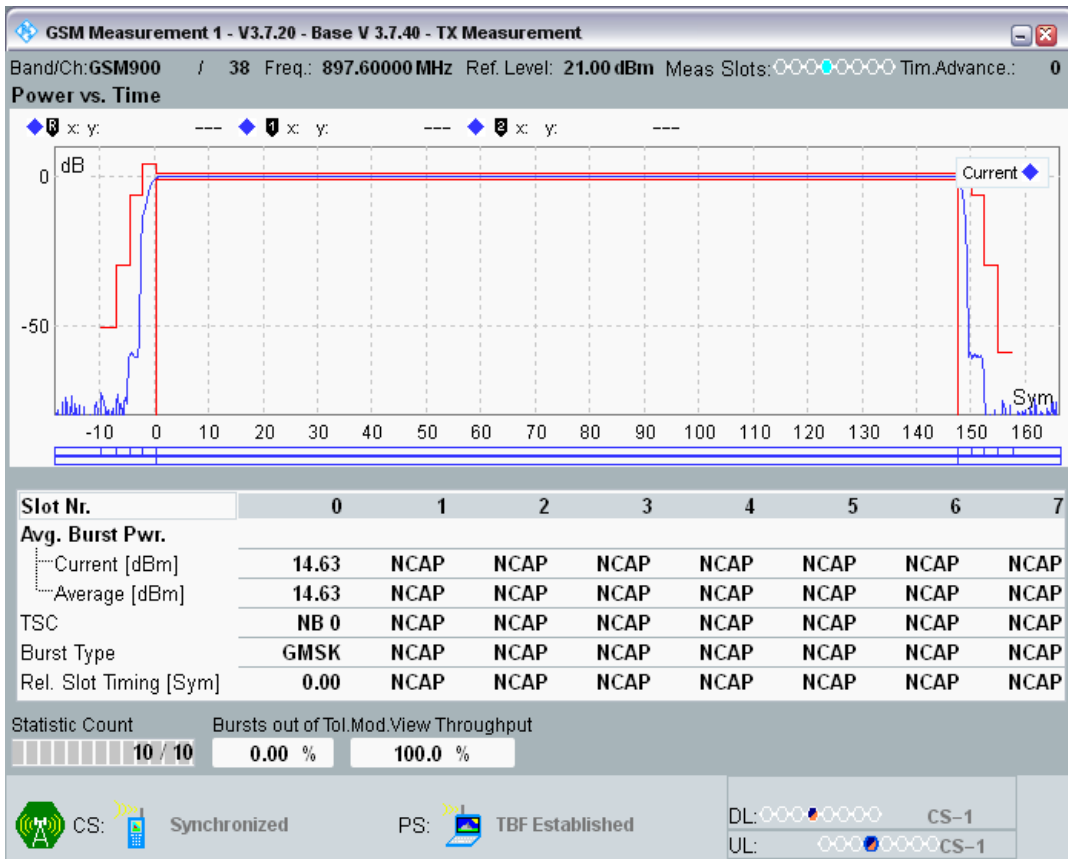 GSM Measurement 1 - V3.7.20 - Base V 3.7.40 - TX Measurement
Band/Ch:GSM900 / 38 Freq.: 897.60000 MHz Ref. Level: 21.00 dBm Meas Slots: Tim.Advance.: 0
Power vs. Time
R x: y: --- 1 x: y: --- 2 x: y: ---
dB
Current
0
-50
Sym
-10 0 10 20 30 40 50 60 70 80 90 100 110 120 130 140 150 160
Slot Nr. 0 1 2 3 4 5 6 7
Avg. Burst Pwr.
Current [dBm] 14.63 NCAP NCAP NCAP NCAP NCAP NCAP NCAP
Average [dBm] 14.63 NCAP NCAP NCAP NCAP NCAP NCAP NCAP
TSC NB 0 NCAP NCAP NCAP NCAP NCAP NCAP NCAP
Burst Type GMSK NCAP NCAP NCAP NCAP NCAP NCAP NCAP
Rel. Slot Timing [Sym] 0.00 NCAP NCAP NCAP NCAP NCAP NCAP NCAP
Statistic Count Bursts out of Tol.Mod.View Throughput
10 / 10 0.00 % 100.0 %
CS: Synchronized PS: TBF Established
DL: CS-1
UL: CS-1